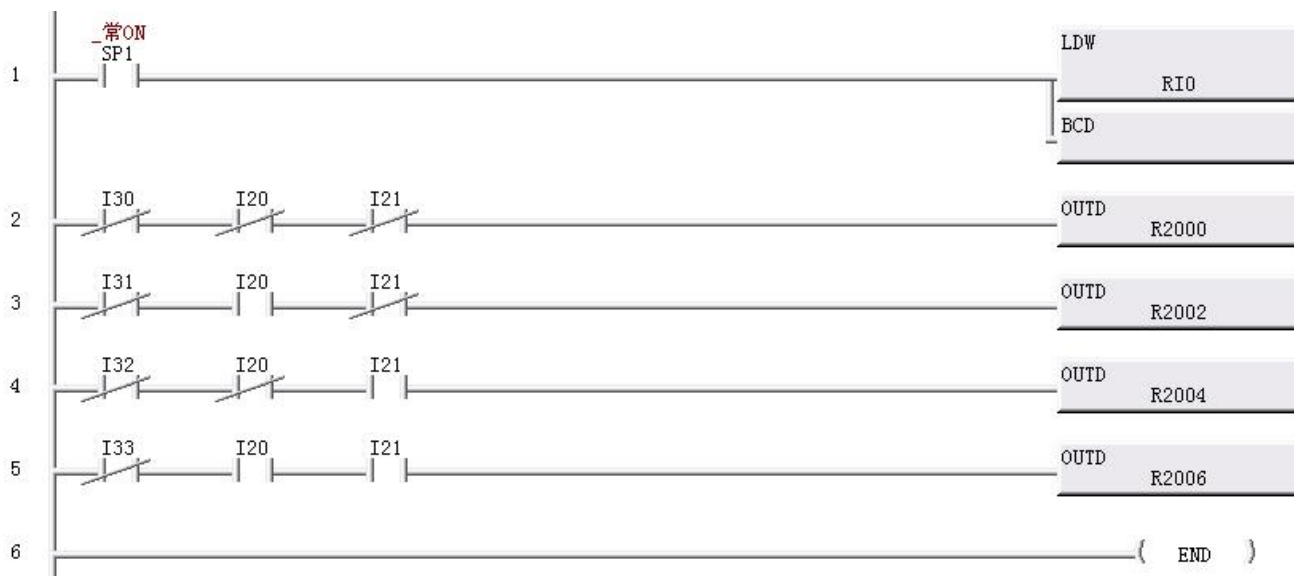 _常ON
SP1
LDW
1
RI0
BCD
I30 I20 I21
OUTD
2
R2000
I31 I20 I21
OUTD
3
R2002
I32 I20 I21
OUTD
4
R2004
I33 I20 I21
OUTD
5
R2006
6
( END )